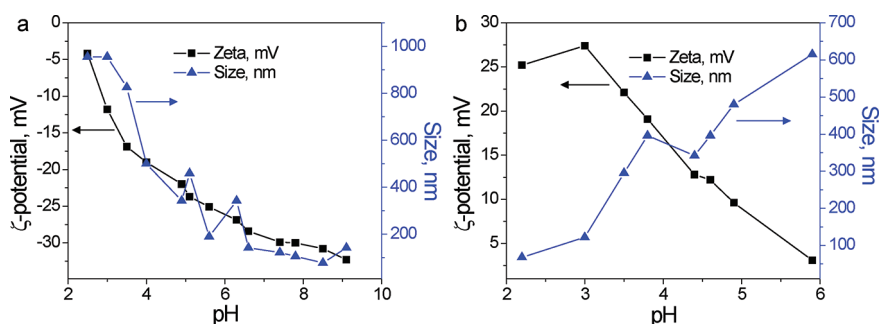 a
0
-5
-10
-15
-20
-25
-30
ζ-potential, mV
Zeta, mV
Size, nm
1000
800
600
400
200
Size, nm
2
4
6
8
10
pH
b
30
25
20
15
10
5
ζ-potential, mV
Zeta, mV
Size, nm
700
600
500
400
300
200
100
Size, nm
2
3
4
5
6
pH